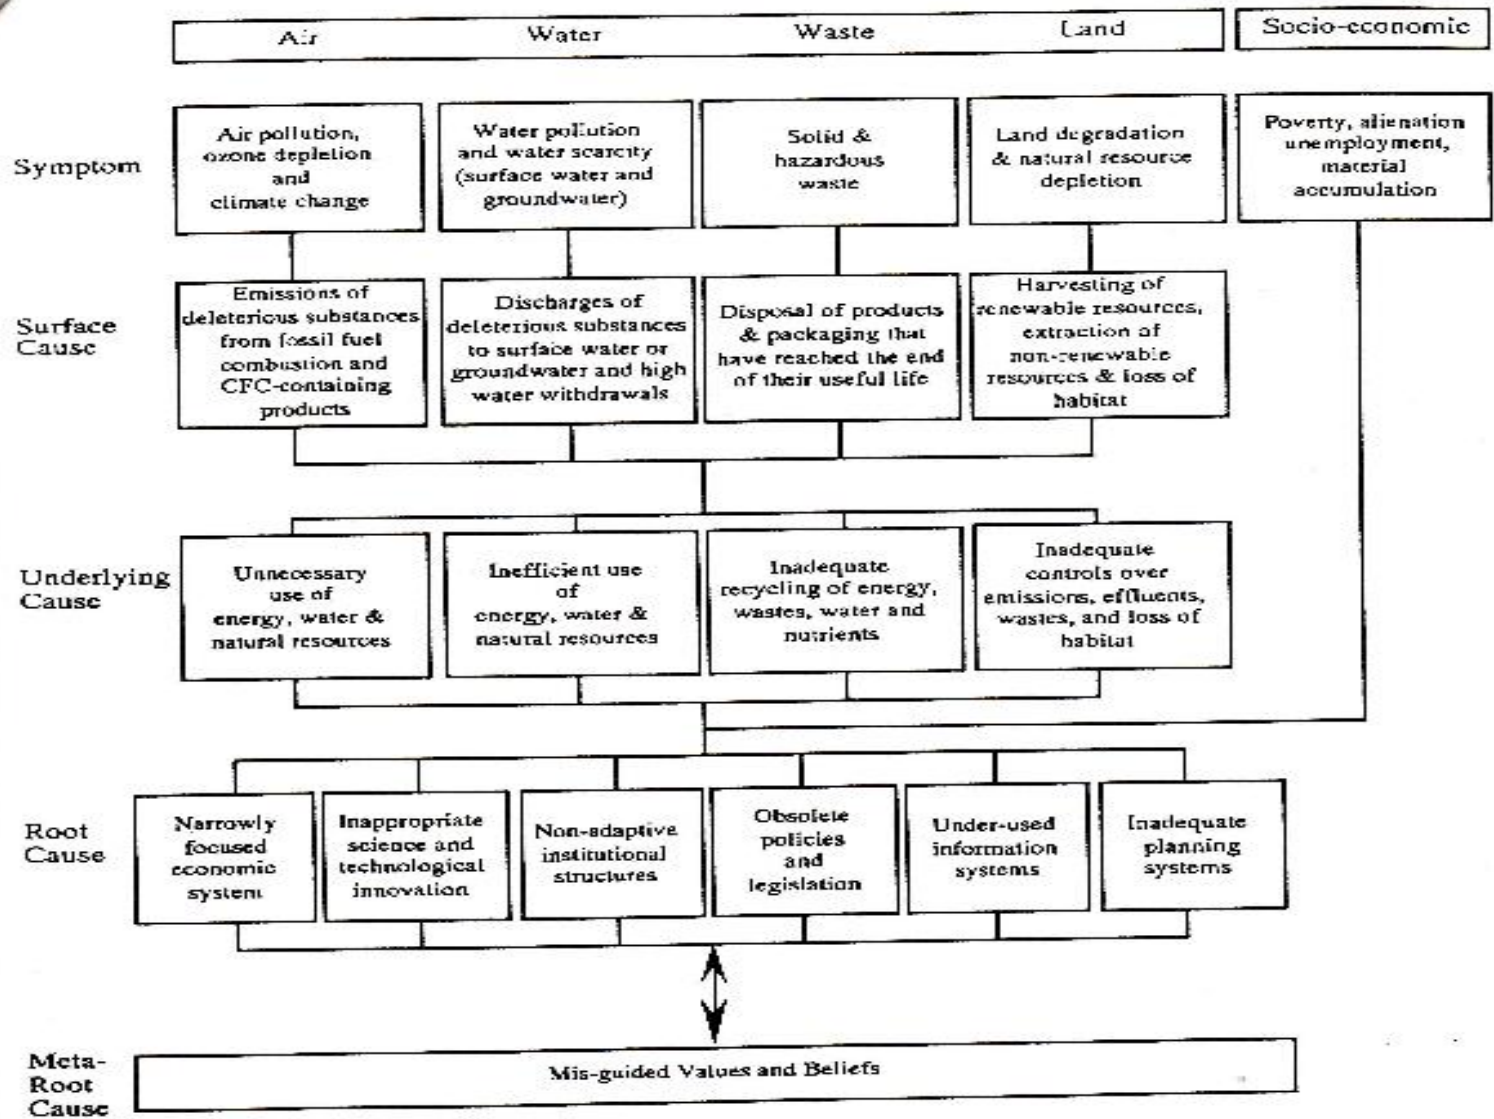 Air Water Waste Land Socio-economic
Symptom
Air pollution,
ozone depletion
and
climate change
Water pollution
and water scarcity
(surface water and
groundwater)
Solid &
hazardous
waste
Land degradation
& natural resource
depletion
Poverty, alienation
unemployment,
material
accumulation
Surface
Cause
Emissions of
deleterious substances
from fossil fuel
combustion and
CFC-containing
products
Discharges of
deleterious substances
to surface water or
groundwater and high
water withdrawals
Disposal of products
& packaging that
have reached the end
of their useful life
Harvesting of
renewable resources,
extraction of
non-renewable
resources & loss of
habitat
Underlying
Cause
Unnecessary
use of
energy, water &
natural resources
Inefficient use
of
energy, water &
natural resources
Inadequate
recycling of energy,
wastes, water and
nutrients
Inadequate
controls over
emissions, effluents,
wastes, and loss of
habitat
Root
Cause
Narrowly
focused
economic
system
Inappropriate
science and
technological
innovation
Non-adaptive
institutional
structures
Obsolete
policies
and
legislation
Under-used
information
systems
Inadequate
planning
systems
Meta-
Root
Cause
Mis-guided Values and Beliefs